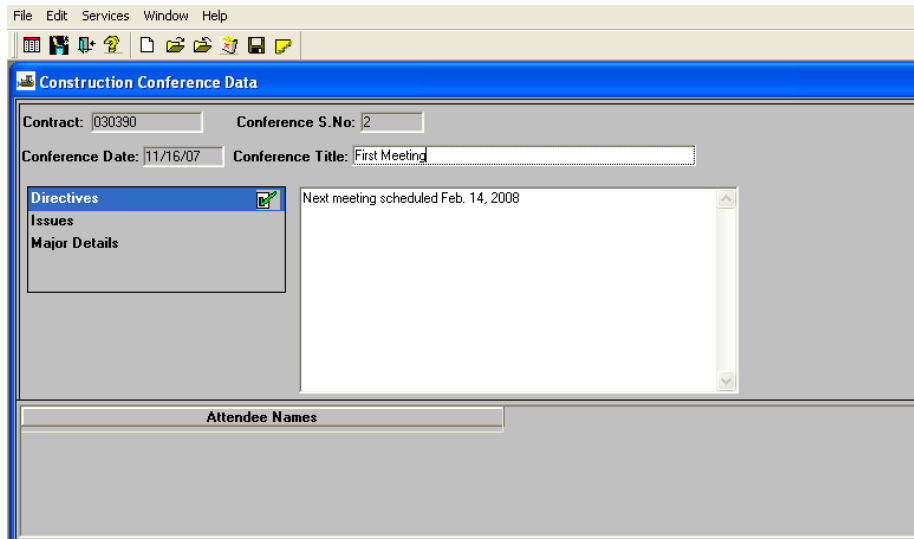 File Edit Services Window Help
Construction Conference Data
Contract: 030390 Conference S.No: 2
Conference Date: 11/16/07 Conference Title: First Meeting
Directives
Issues
Major Details
Next meeting scheduled Feb. 14, 2008
Attendee Names